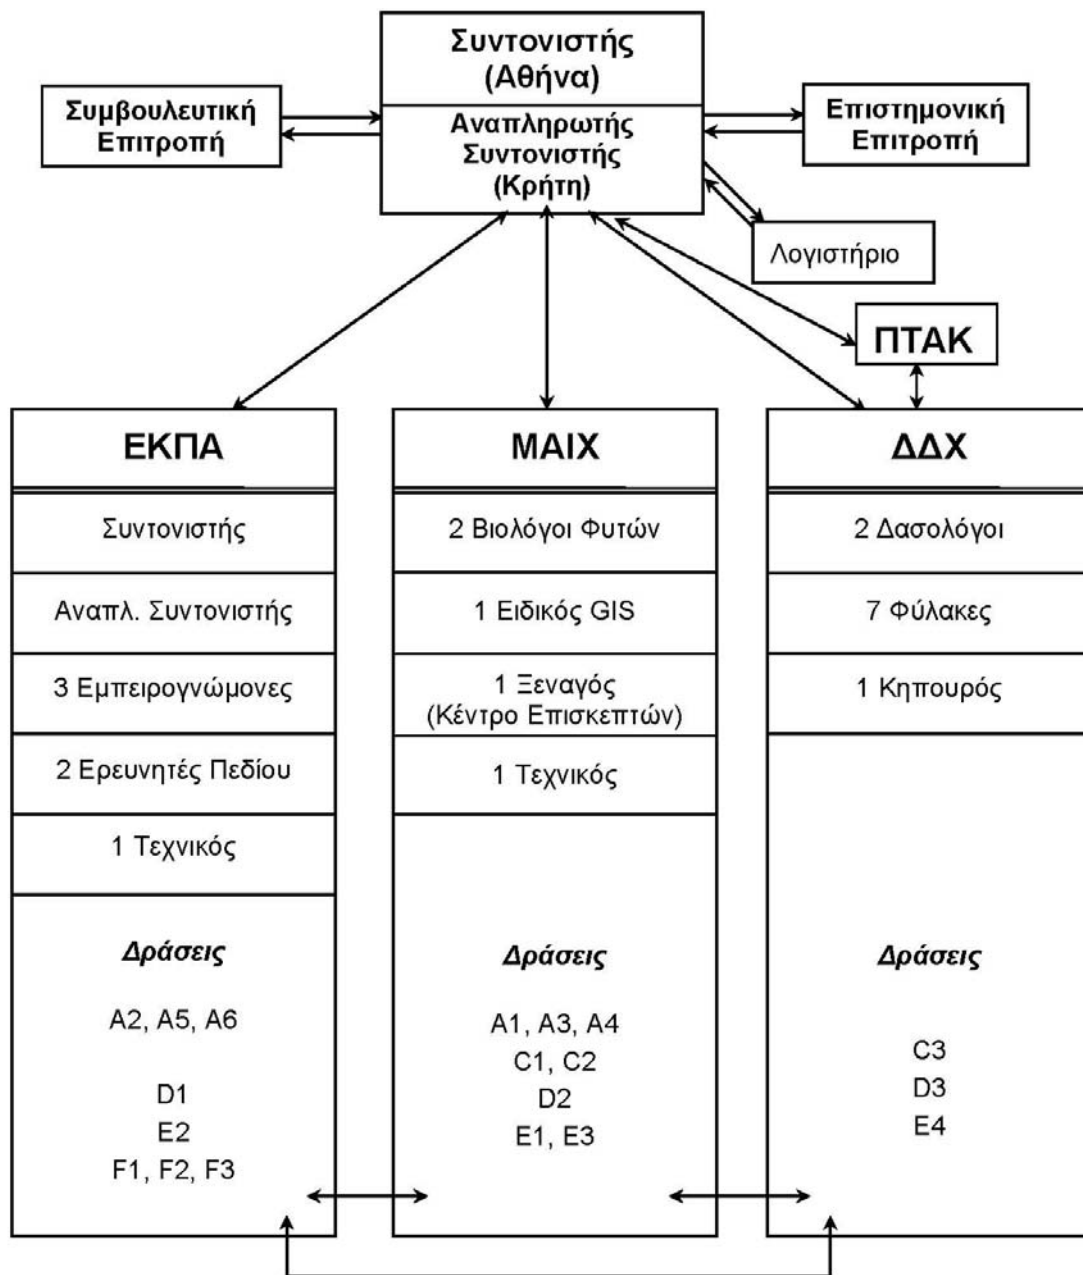 Συντονιστής
(Αθήνα)
Συμβουλευτική
Επιτροπή
Αναπληρωτής
Συντονιστής
(Κρήτη)
Επιστημονική
Επιτροπή
Λογιστήριο
ΠΤΑΚ
ΕΚΠΑ
Συντονιστής
Αναπλ. Συντονιστής
3 Εμπειρογνώμονες
2 Ερευνητές Πεδίου
1 Τεχνικός
Δράσεις
A2, A5, A6
D1
E2
F1, F2, F3
ΜΑΙΧ
2 Βιολόγοι Φυτών
1 Ειδικός GIS
1 Ξεναγός
(Κέντρο Επισκεπτών)
1 Τεχνικός
Δράσεις
A1, A3, A4
C1, C2
D2
E1, E3
ΔΔΧ
2 Δασολόγοι
7 Φύλακες
1 Κηπουρός
Δράσεις
C3
D3
E4